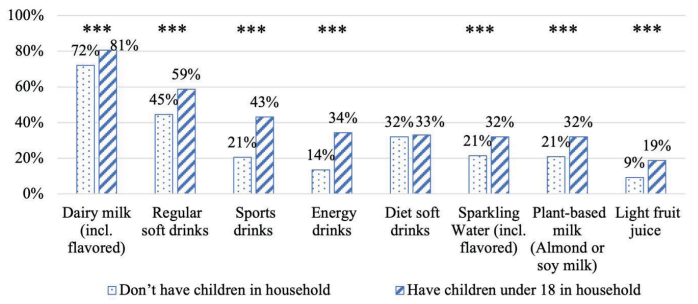 80%
60%
40%
20%
0%
*** *** *** *** *** *** ***
72% 81%
45% 59%
21% 43%
14% 34%
32% 33%
21% 32%
21% 32%
9% 19%
Dairy milk
(incl.
flavored)
Regular
soft drinks
Sports
drinks
Energy
drinks
Diet soft
drinks
Sparkling
Water (incl.
flavored)
Plant-based
milk
(Almond or
soy milk)
Light fruit
juice
Don't have children in household
Have children under 18 in household